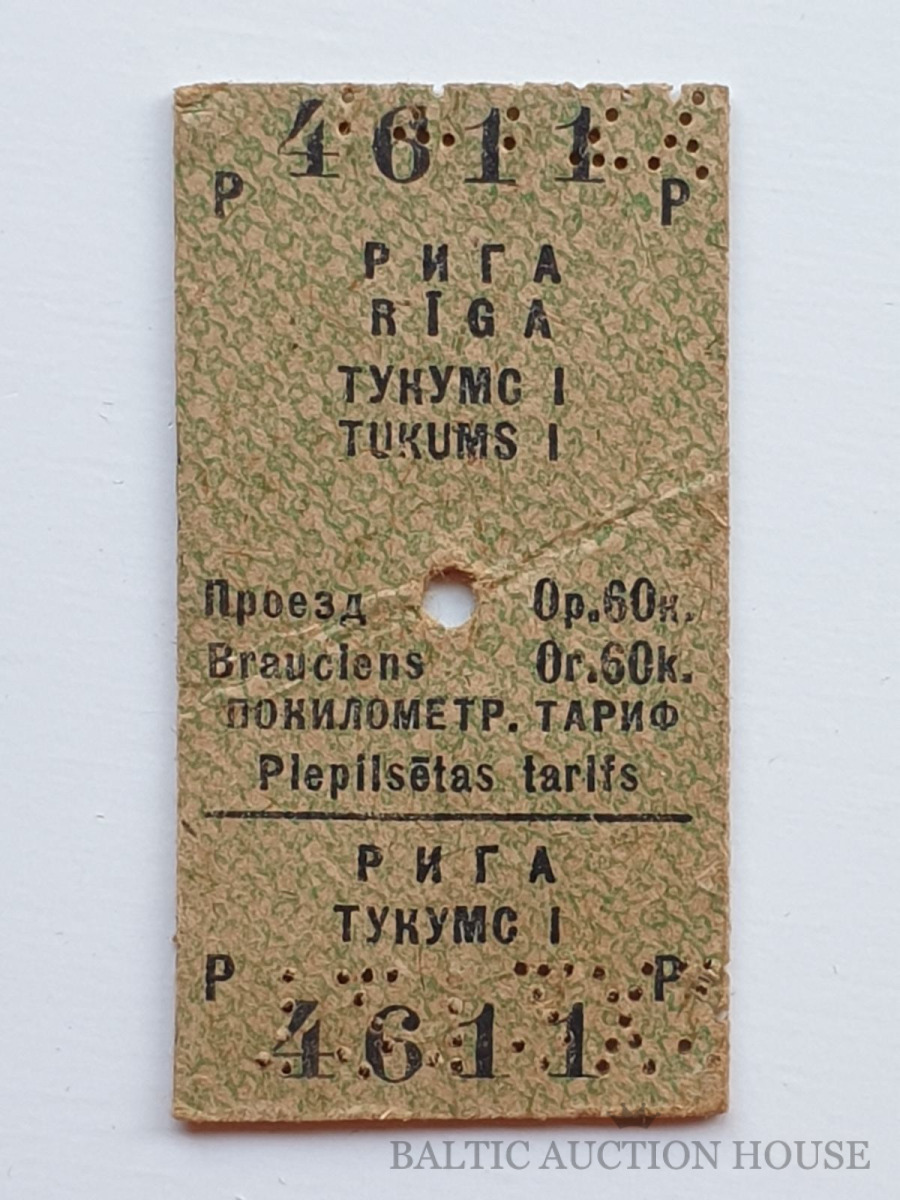 4611
Р Р
РИГА
RĪGA
ТУКУМС I
TUKUMS I
Проезд 0р.60к.
Brauciens 0r.60k.
ПОКИЛОМЕТР. ТАРИФ
Piepilsētas tarifs
РИГА
ТУКУМС I
Р Р
4611
BALTIC AUCTION HOUSE